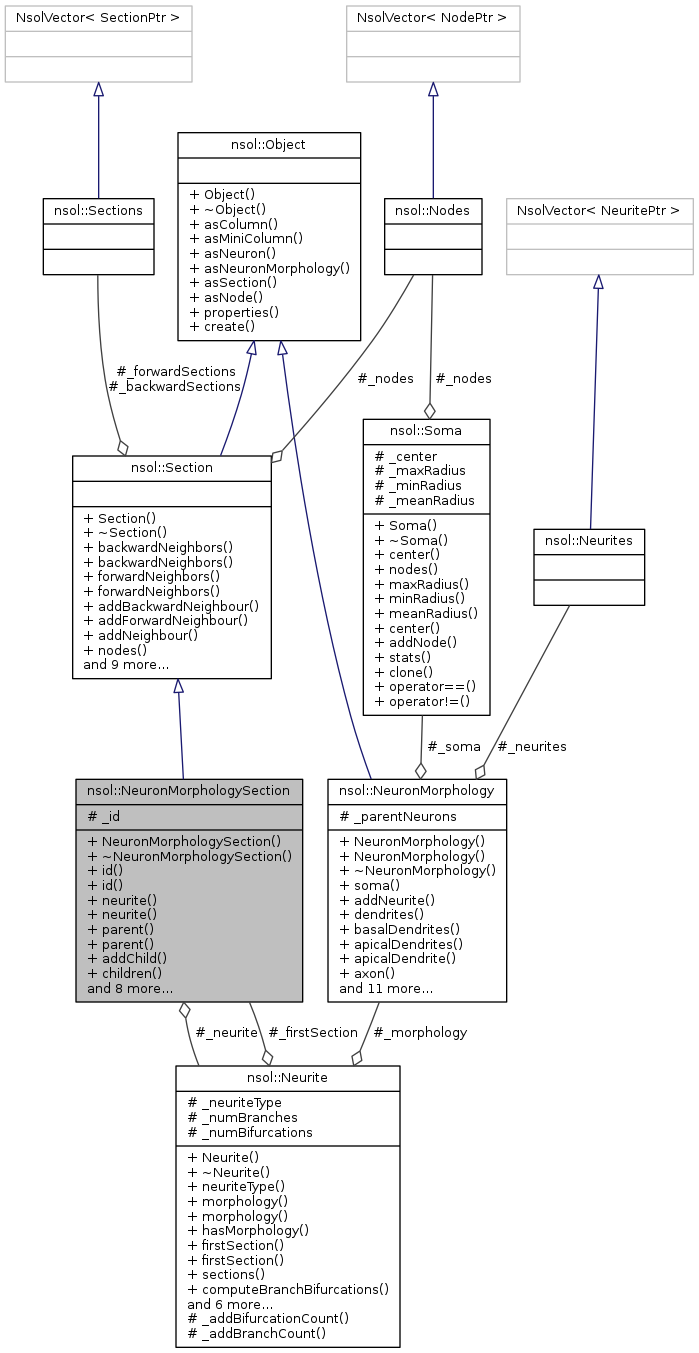 NsolVector< SectionPtr >
NsolVector< NodePtr >
nsol::Object
+ Object()
+ ~Object()
+ asColumn()
+ asMiniColumn()
+ asNeuron()
+ asNeuronMorphology()
+ asSection()
+ asNode()
+ properties()
+ create()
nsol::Sections
nsol::Nodes
NsolVector< NeuritePtr >
#_forwardSections
#_backwardSections
#_nodes
#_nodes
nsol::Soma
# _center
# _maxRadius
# _minRadius
# _meanRadius
+ Soma()
+ ~Soma()
+ center()
+ nodes()
+ maxRadius()
+ minRadius()
+ meanRadius()
+ center()
+ addNode()
+ stats()
+ clone()
+ operator==()
+ operator!=()
nsol::Section
+ Section()
+ ~Section()
+ backwardNeighbors()
+ backwardNeighbors()
+ forwardNeighbors()
+ forwardNeighbors()
+ addBackwardNeighbour()
+ addForwardNeighbour()
+ addNeighbour()
+ nodes()
and 9 more...
nsol::Neurites
#_soma
#_neurites
nsol::NeuronMorphologySection
# _id
+ NeuronMorphologySection()
+ ~NeuronMorphologySection()
+ id()
+ id()
+ neurite()
+ neurite()
+ parent()
+ parent()
+ addChild()
+ children()
and 8 more...
nsol::NeuronMorphology
# _parentNeurons
+ NeuronMorphology()
+ NeuronMorphology()
+ ~NeuronMorphology()
+ soma()
+ addNeurite()
+ dendrites()
+ basalDendrites()
+ apicalDendrites()
+ apicalDendrite()
+ axon()
and 11 more...
#_neurite
#_firstSection
#_morphology
nsol::Neurite
# _neuriteType
# _numBranches
# _numBifurcations
+ Neurite()
+ ~Neurite()
+ neuriteType()
+ morphology()
+ morphology()
+ hasMorphology()
+ firstSection()
+ firstSection()
+ sections()
+ computeBranchBifurcations()
and 6 more...
# _addBifurcationCount()
# _addBranchCount()